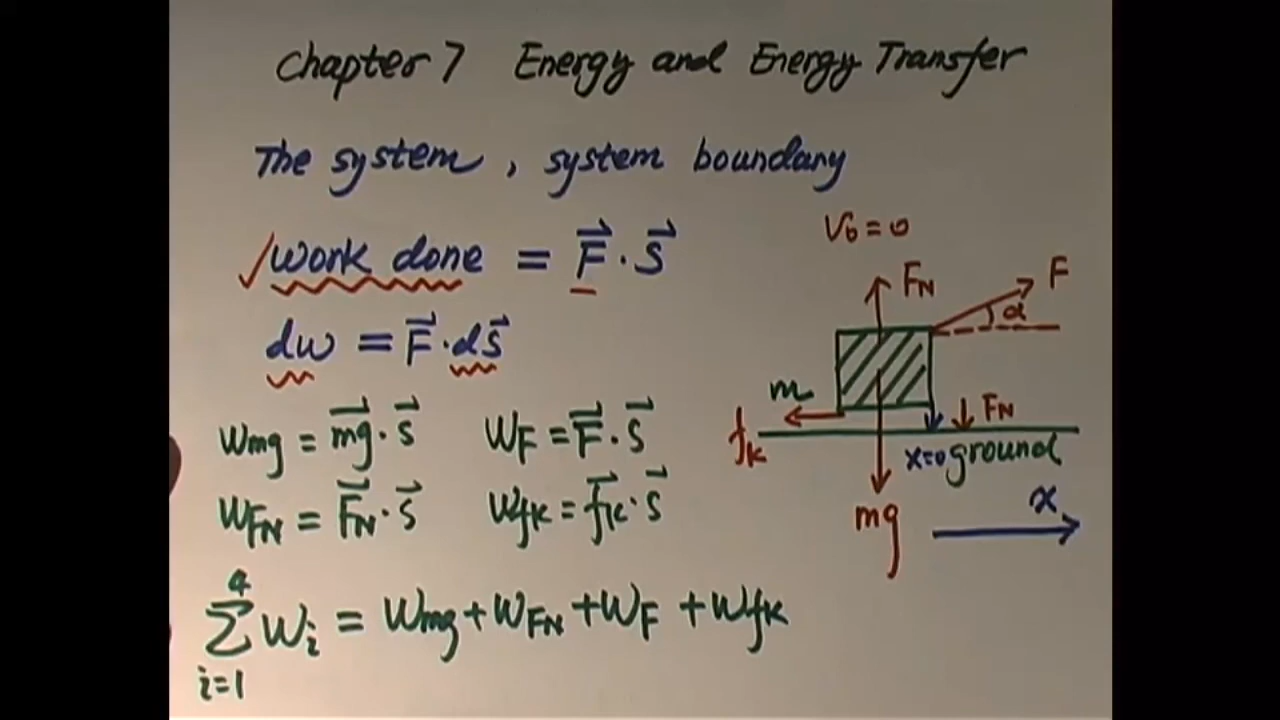 Chapter 7 Energy and Energy Transfer
The system, system boundary
✓work done = F⃗ · S⃗
dw = F⃗ · dS⃗
Wmg = m⃗g · S⃗ WF = F⃗ · S⃗
WFN = F⃗N · S⃗ Wfk = f⃗k · S⃗
4
∑ Wi = Wmg + WFN + WF + Wfk
i=1
V0 = 0
FN
F
α
m
FN
fk
x=0 ground
mg
x